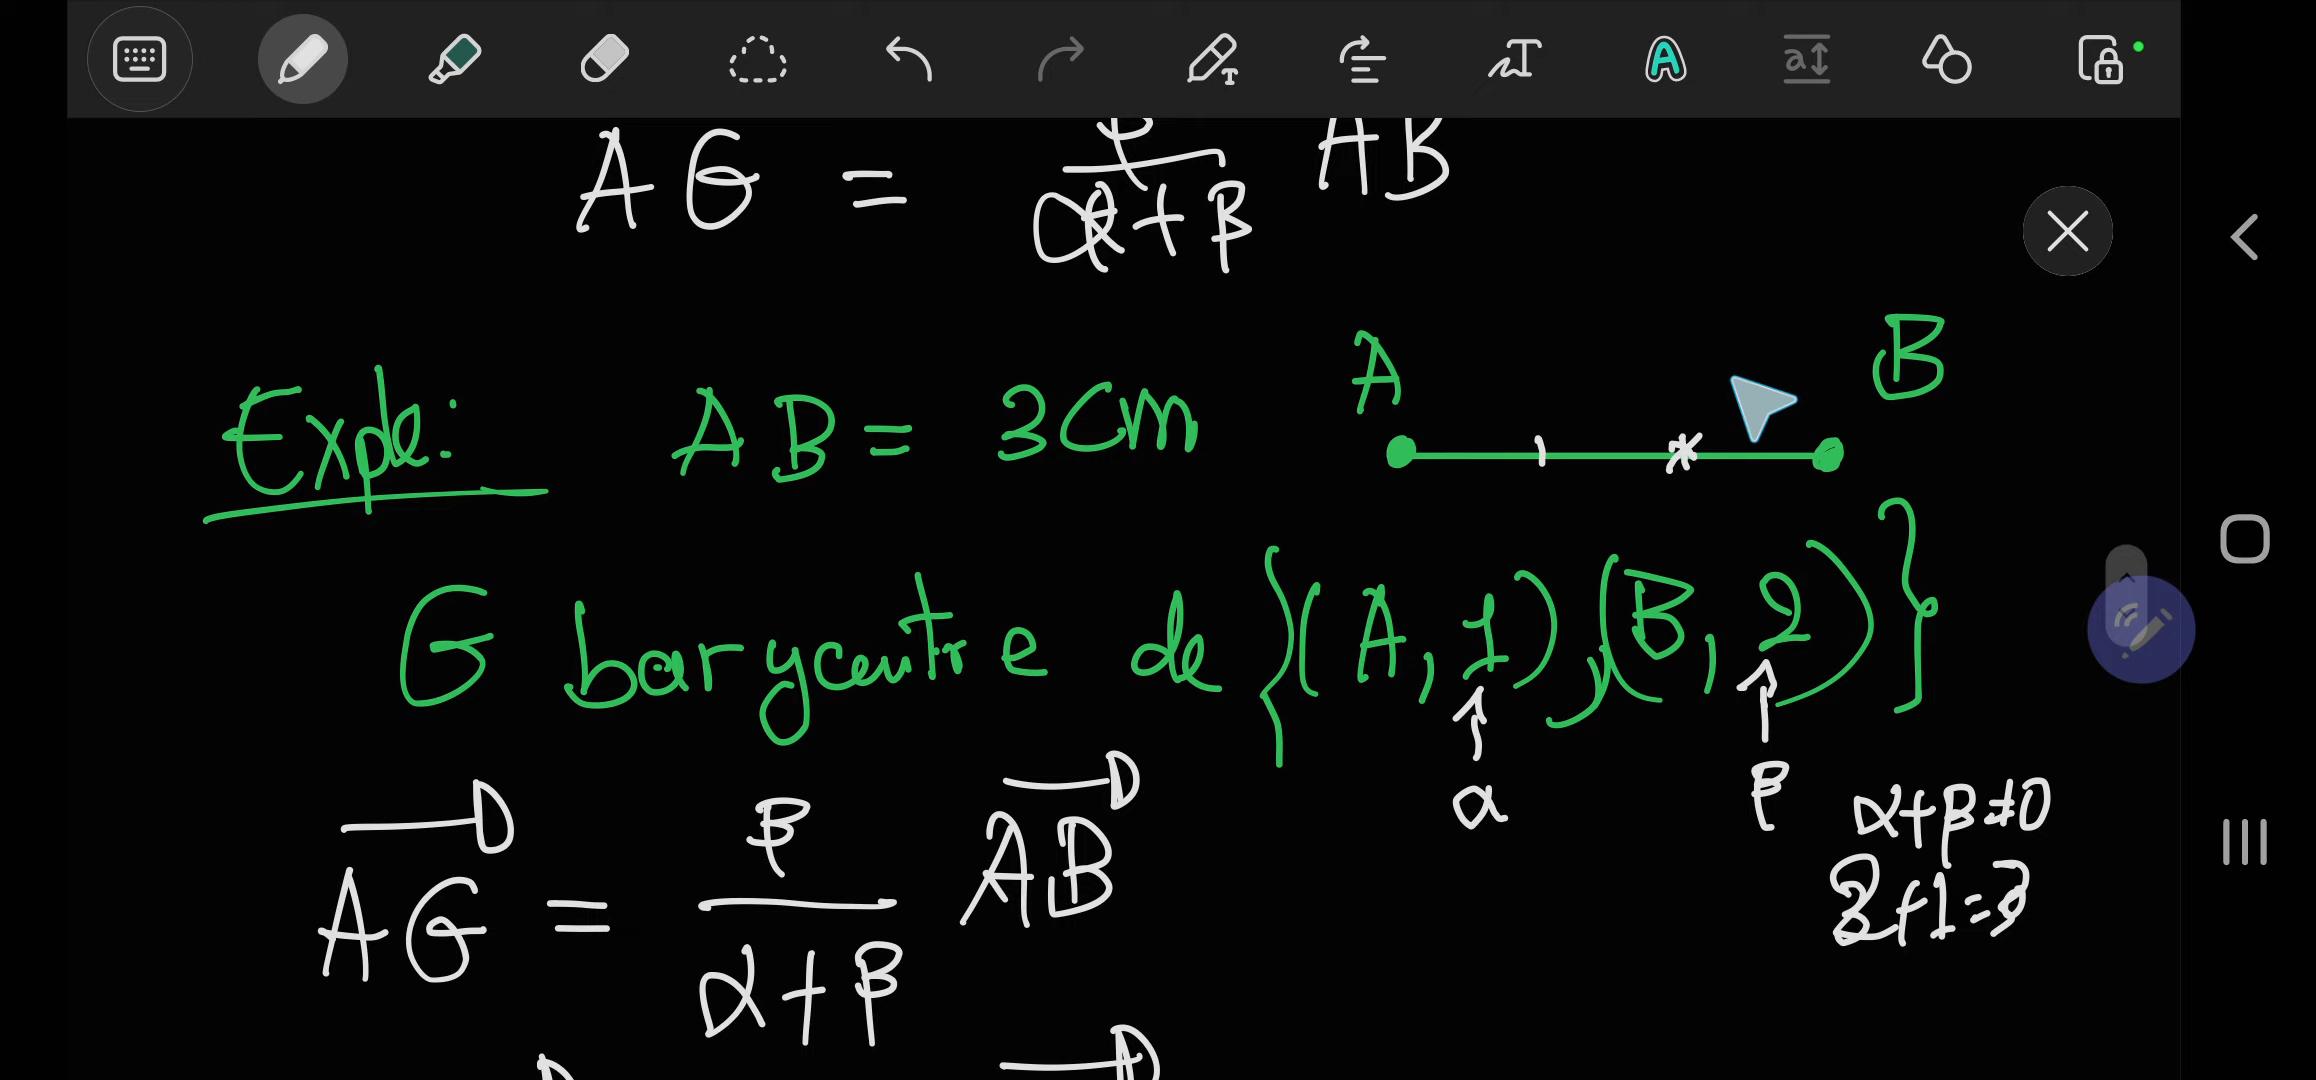 AG = β/(α+β) AB
A B
Exple: AB = 3cm
G barycentre de {(A,1),(B,2)}
α β α+β≠0
2+1=3
AG = β/(α+β) AB